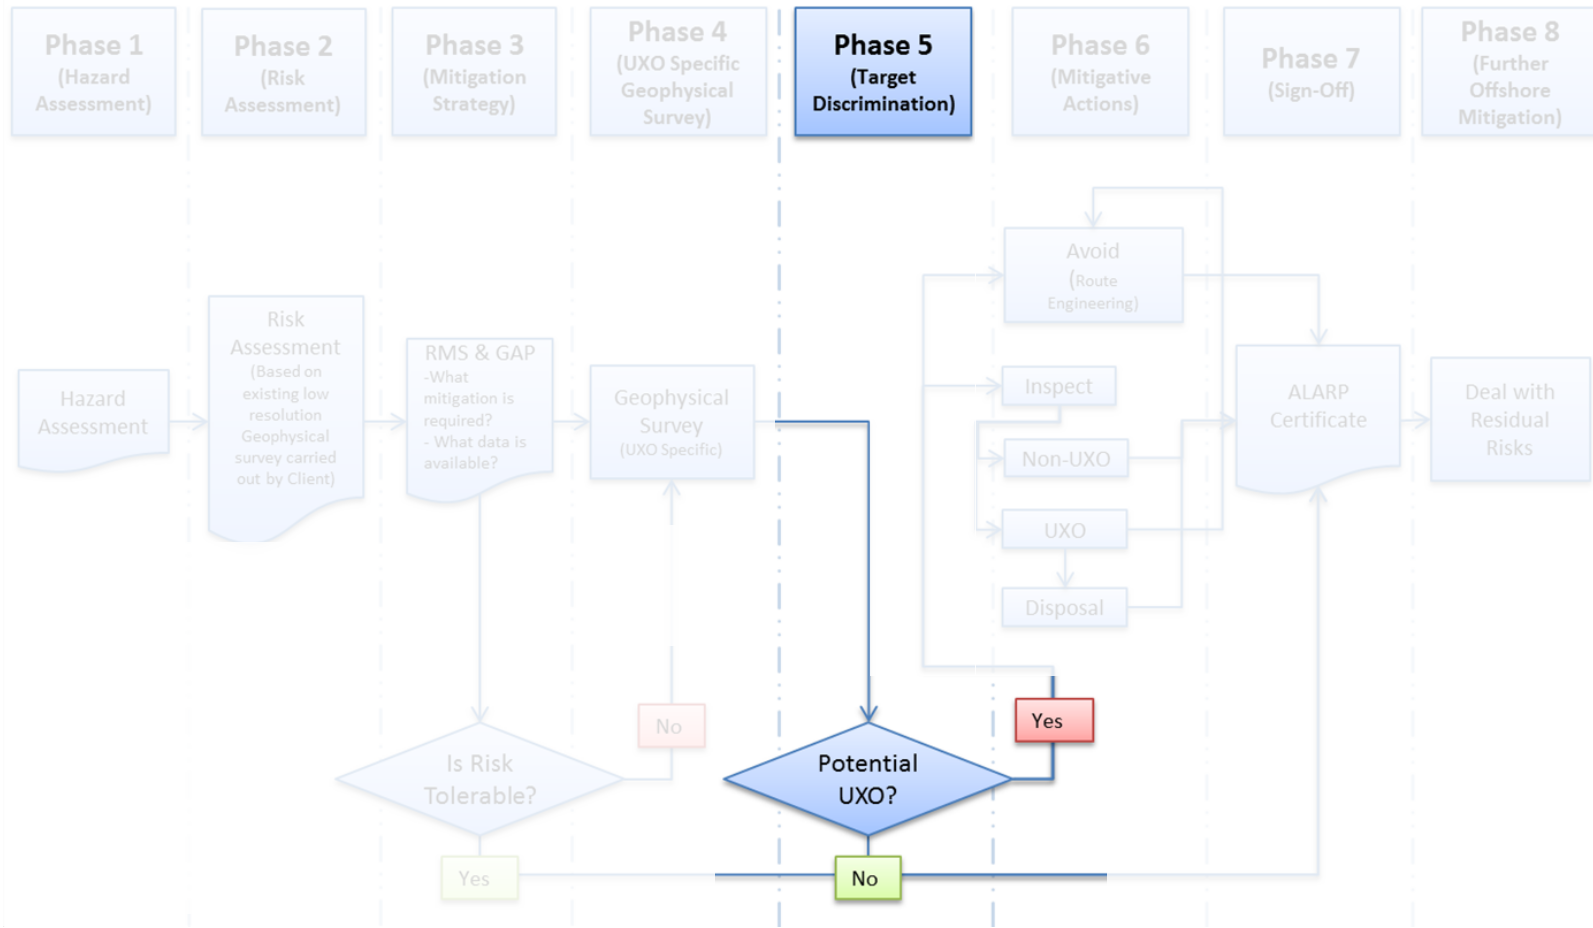 Phase 1
(Hazard
Assessment)
Phase 2
(Risk
Assessment)
Phase 3
(Mitigation
Strategy)
Phase 4
(UXO Specific
Geophysical
Survey)
Phase 5
(Target
Discrimination)
Phase 6
(Mitigative
Actions)
Phase 7
(Sign-Off)
Phase 8
(Further
Offshore
Mitigation)
Hazard
Assessment
Risk
Assessment
(Based on
existing low
resolution
Geophysical
survey carried
out by Client)
RMS & GAP
-What
mitigation is
required?
- What data is
available?
Geophysical
Survey
(UXO Specific)
Avoid
(Route
Engineering)
Inspect
Non-UXO
UXO
Disposal
ALARP
Certificate
Deal with
Residual
Risks
No
Yes
Is Risk
Tolerable?
Potential
UXO?
Yes
No